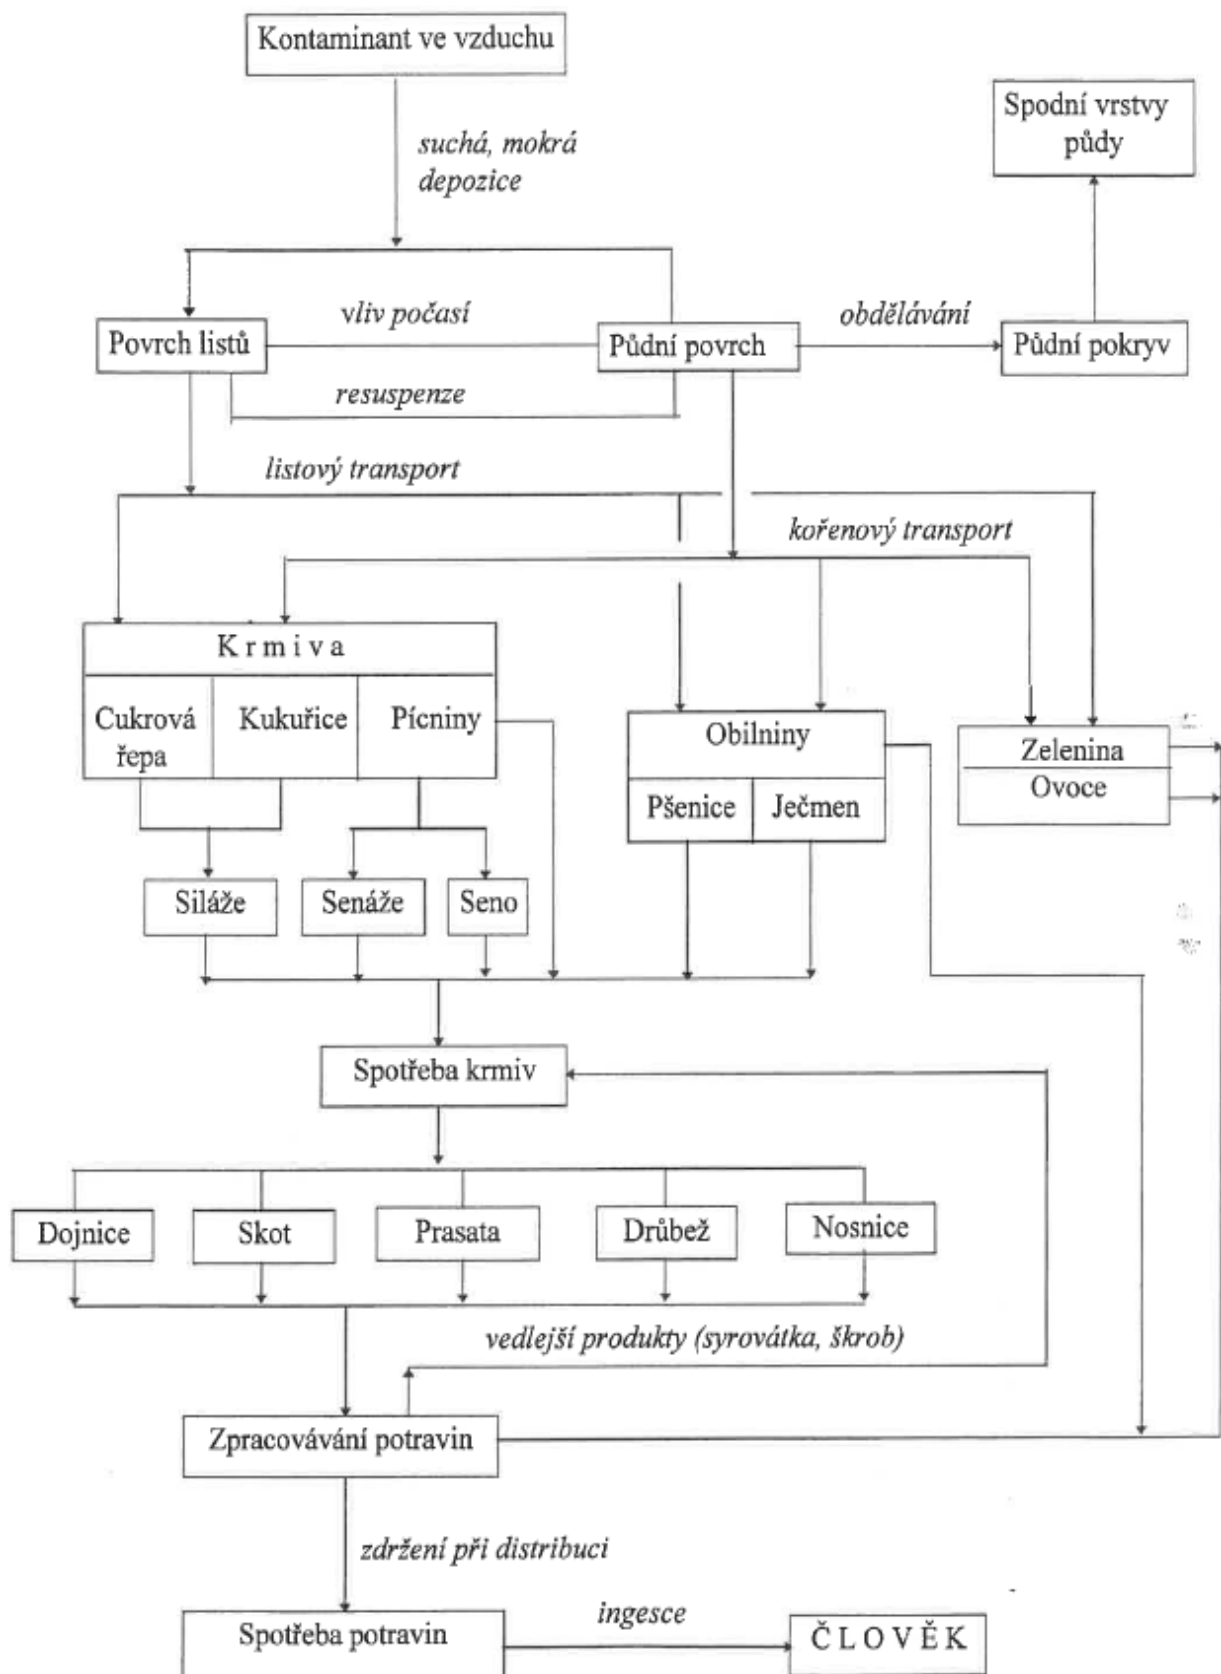 Kontaminant ve vzduchu
Spodní vrstvy
půdy
suchá, mokrá
depozice
vliv počasí
obdělávání
Povrch listů
Půdní povrch
Půdní pokryv
resuspenze
listový transport
kořenový transport
K r m i v a
Cukrová
řepa
Kukuřice
Pícniny
Obilniny
Zelenina
Ovoce
Pšenice
Ječmen
Siláže
Senáže
Seno
Spotřeba krmiv
Dojnice
Skot
Prasata
Drůbež
Nosnice
vedlejší produkty (syrovátka, škrob)
Zpracovávání potravin
zdržení při distribuci
Spotřeba potravin
ingesce
Č L O V Ě K